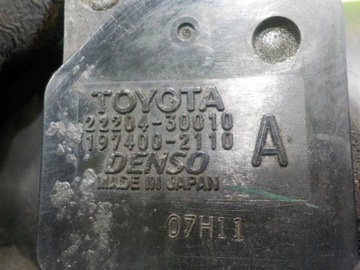 TOYOTA
22204-30010
197400-2110
DENSO
A
MADE IN JAPAN
07H11